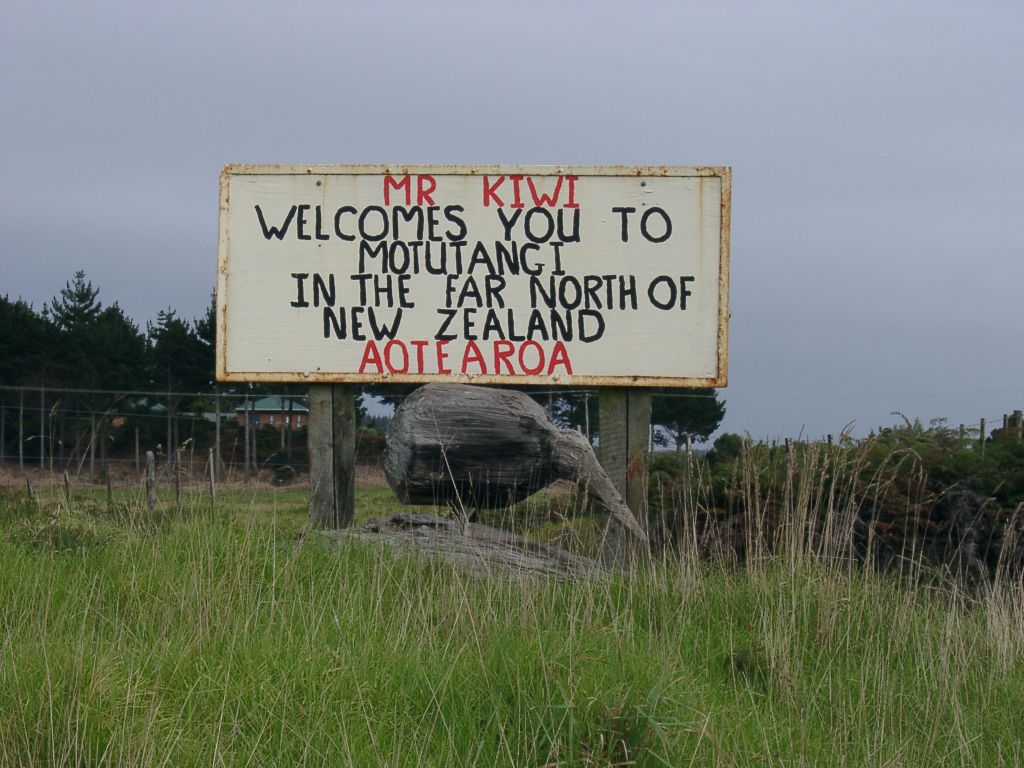 MR KIWI
WELCOMES YOU TO
MOTUTANGI
IN THE FAR NORTH OF
NEW ZEALAND
AOTEAROA